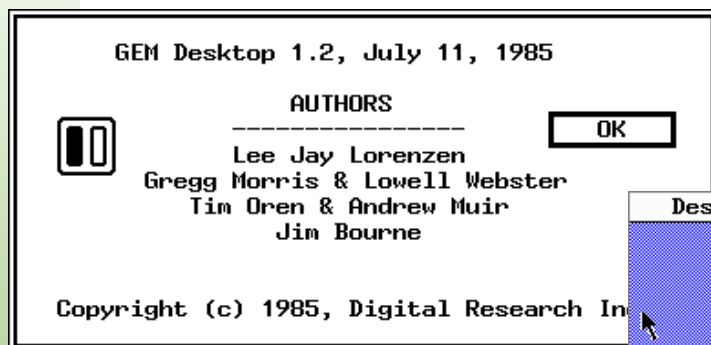 GEM Desktop 1.2, July 11, 1985
AUTHORS
----------------
OK
Lee Jay Lorenzen
Gregg Morris & Lowell Webster
Tim Oren & Andrew Muir
Des
Jim Bourne
Copyright (c) 1985, Digital Research In